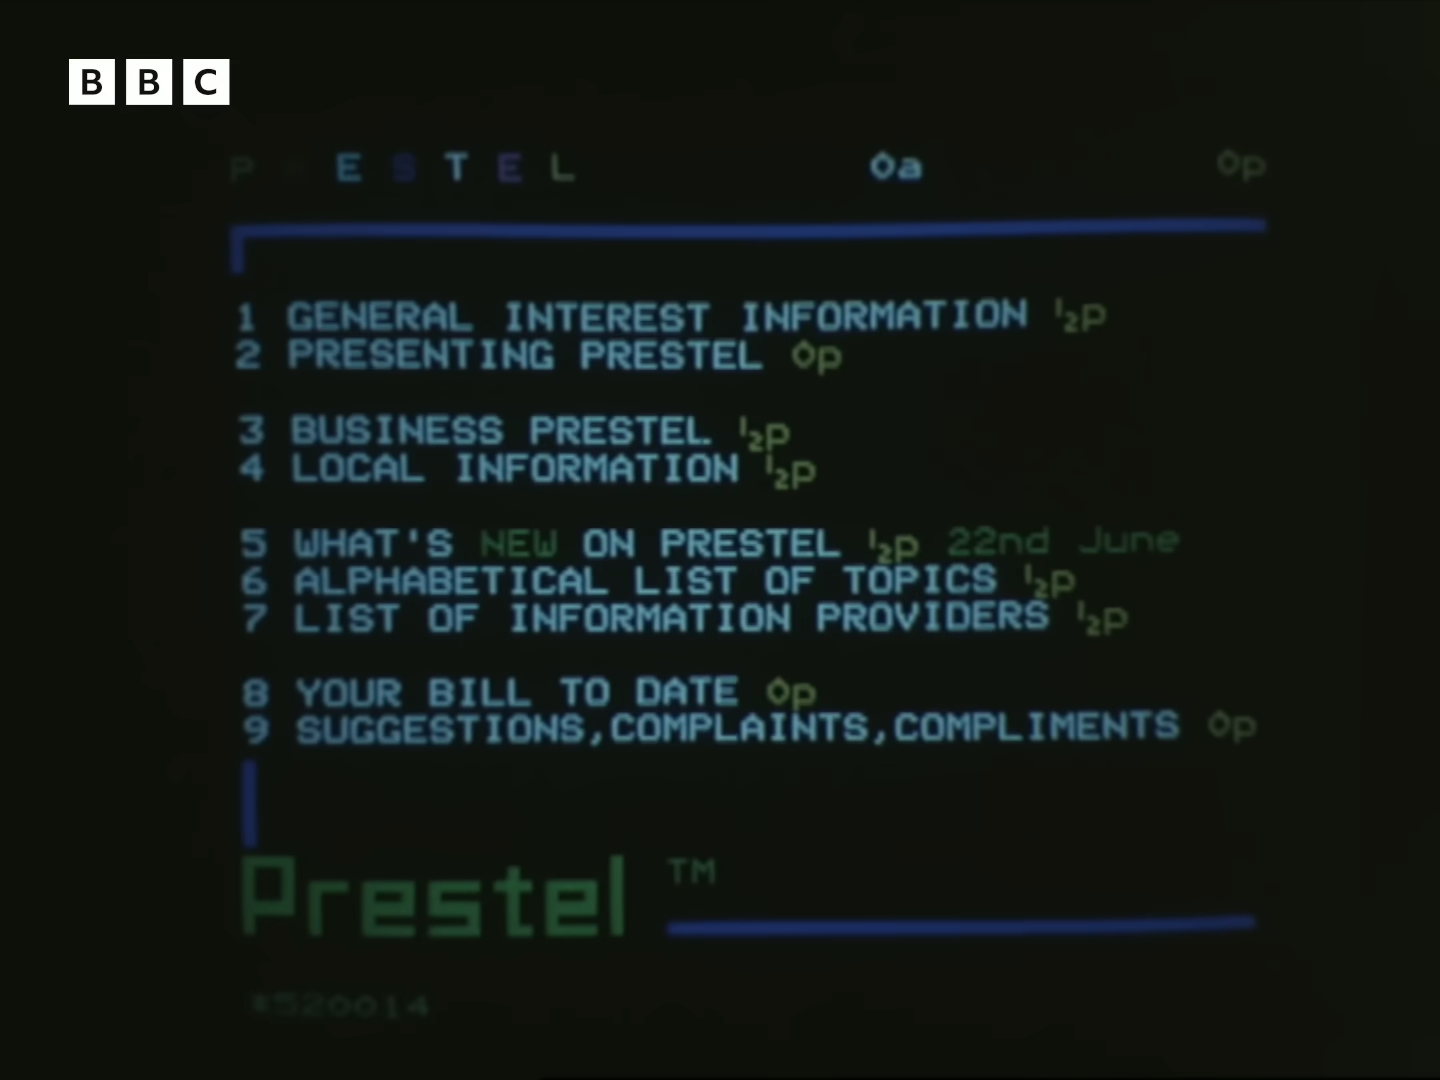 BBC
PRESTEL 0a 0p
1 GENERAL INTEREST INFORMATION ½p
2 PRESENTING PRESTEL 0p
3 BUSINESS PRESTEL ½p
4 LOCAL INFORMATION ½p
5 WHAT'S NEW ON PRESTEL ½p 22nd June
6 ALPHABETICAL LIST OF TOPICS ½p
7 LIST OF INFORMATION PROVIDERS ½p
8 YOUR BILL TO DATE 0p
9 SUGGESTIONS,COMPLAINTS,COMPLIMENTS 0p
Prestel TM
*520014